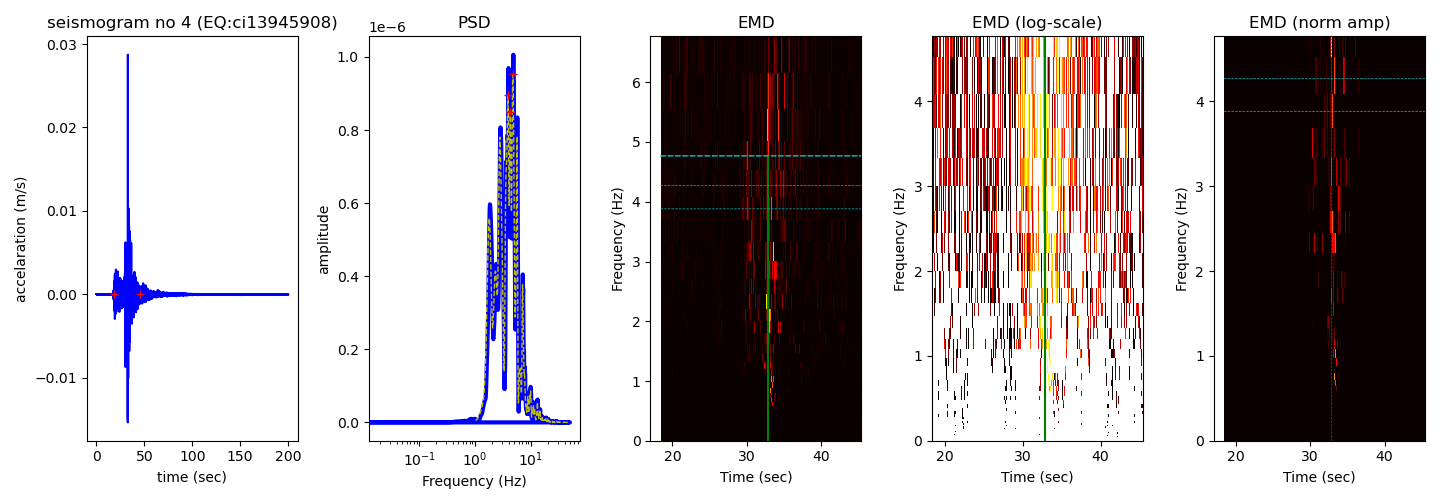 seismogram no 4 (EQ:ci13945908)
0.03
0.02
0.01
0.00
−0.01
accelaration (m/s)
0
50
100
150
200
time (sec)
PSD
1e−6
1.0
0.8
0.6
0.4
0.2
0.0
amplitude
10⁻¹
10⁰
10¹
Frequency (Hz)
EMD
6
5
4
3
2
1
0
Frequency (Hz)
20
30
40
Time (sec)
EMD (log-scale)
4
3
2
1
0
Frequency (Hz)
20
30
40
Time (sec)
EMD (norm amp)
4
3
2
1
0
Frequency (Hz)
20
30
40
Time (sec)